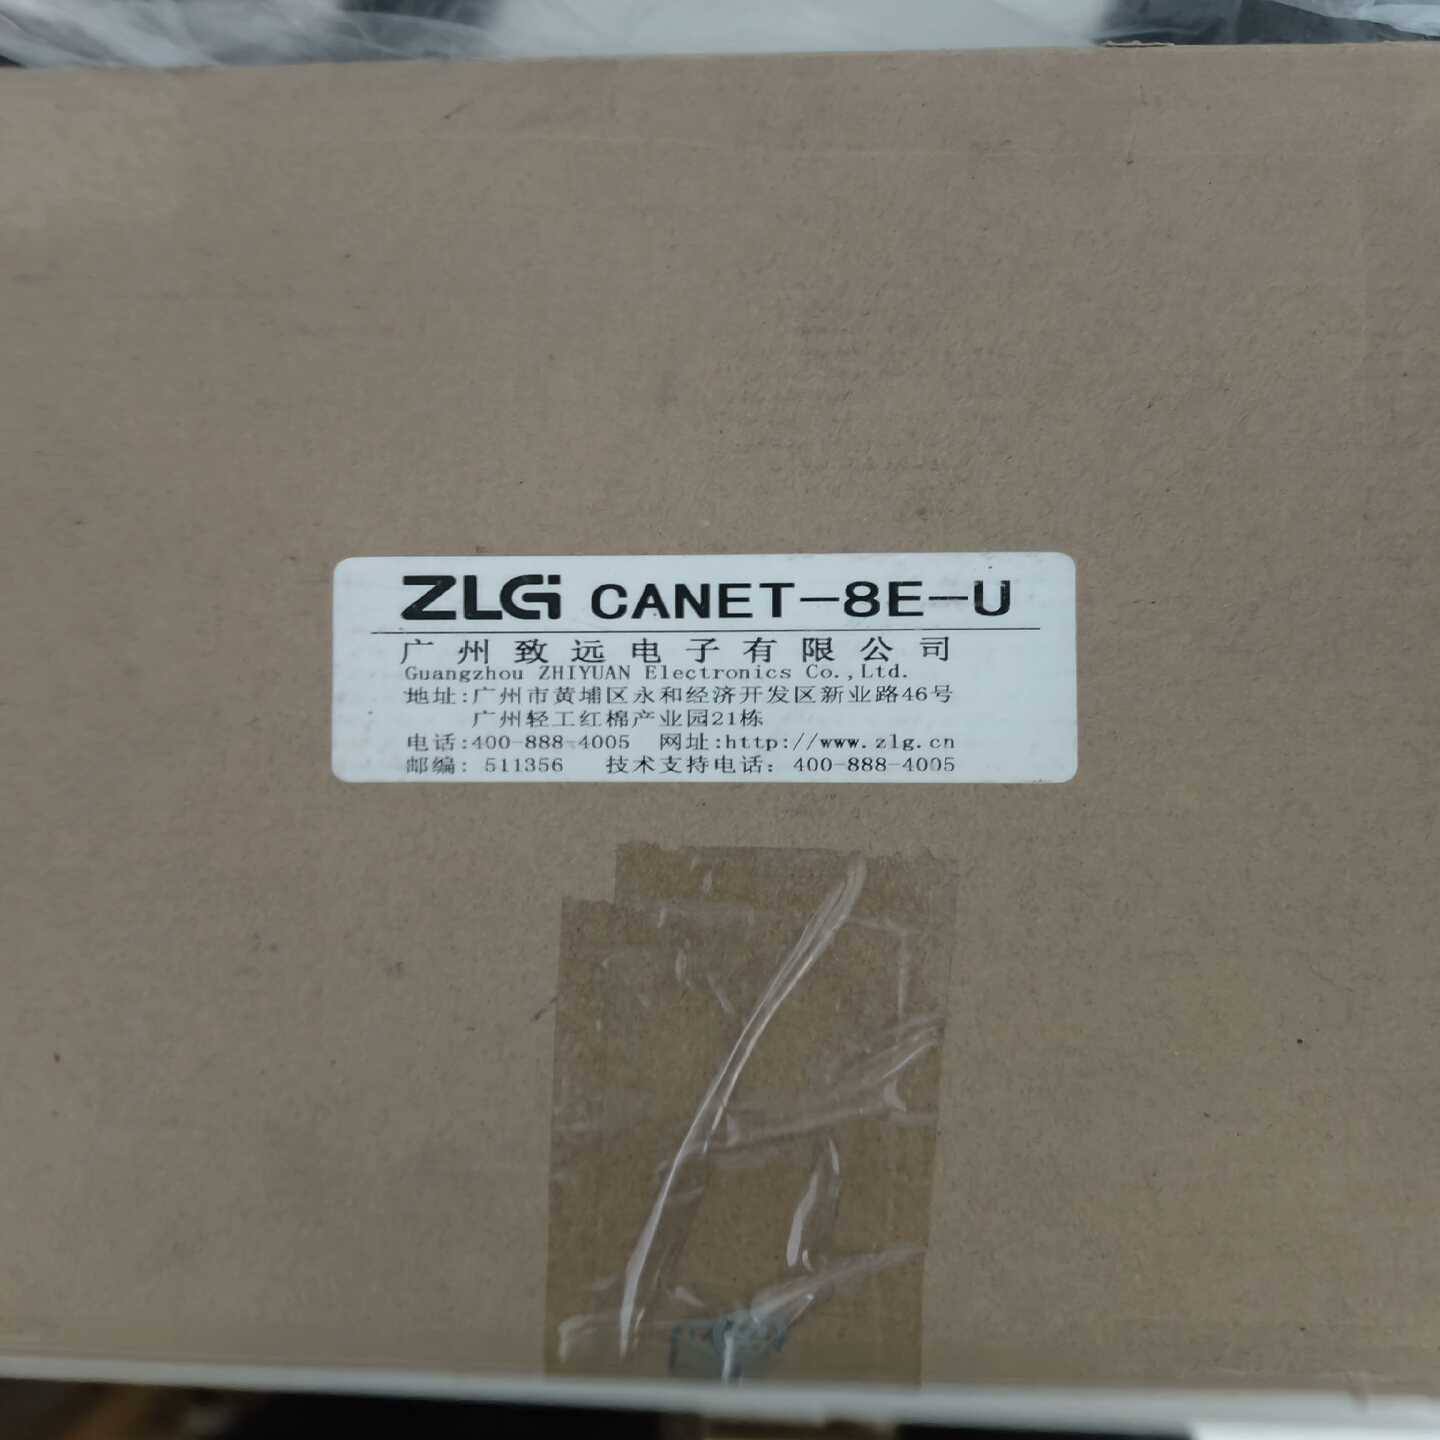 ZLG CANET-8E-U
广州致远电子有限公司
Guangzhou ZHIYUAN Electronics Co.,Ltd.
地址:广州市黄埔区永和经济开发区新业路46号
广州轻工红棉产业园21栋
电话:400-888-4005 网址:http://www.zlg.cn
邮编: 511356 技术支持电话: 400-888-4005